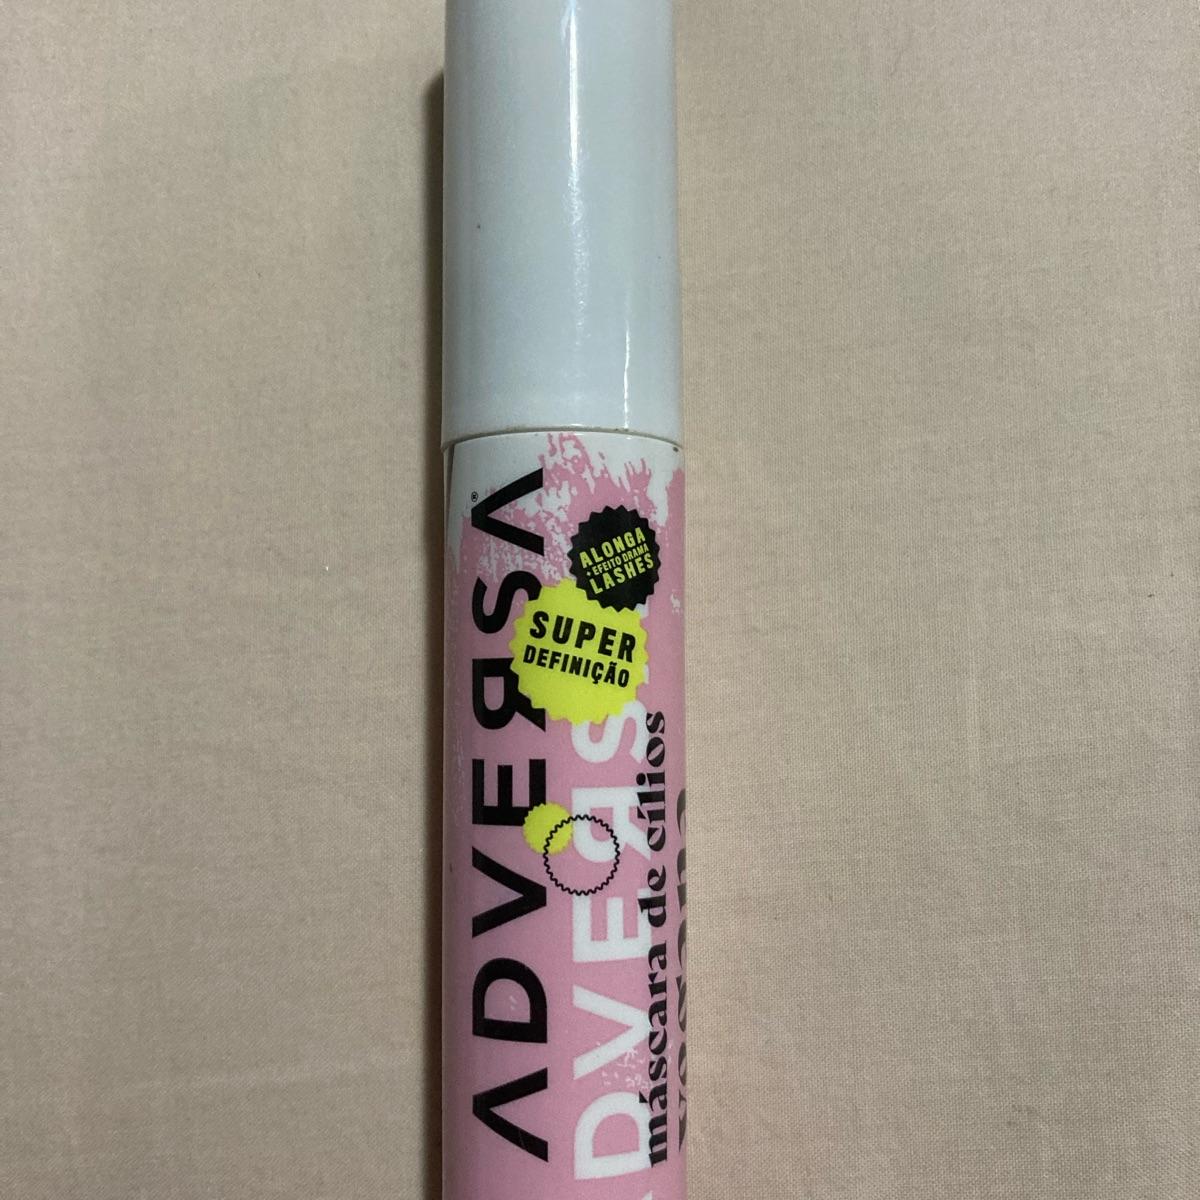 ADVERSA®
ALONGA
+ EFEITO DRAMA
LASHES
SUPER
DEFINIÇÃO
máscara de cílios